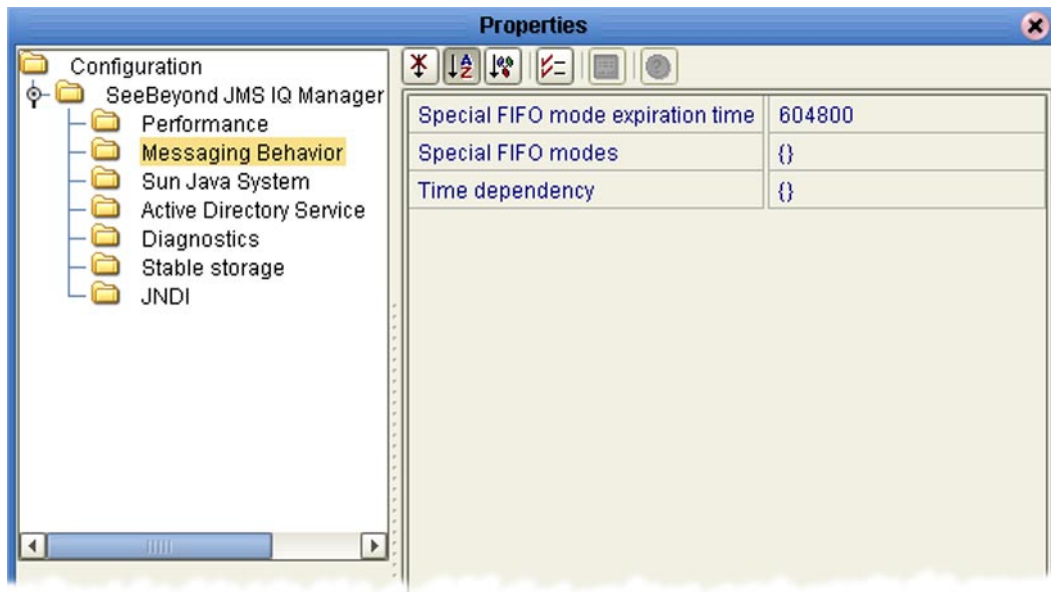 Properties
Configuration
SeeBeyond JMS IQ Manager
Performance
Messaging Behavior
Sun Java System
Active Directory Service
Diagnostics
Stable storage
JNDI
Special FIFO mode expiration time 604800
Special FIFO modes {}
Time dependency {}